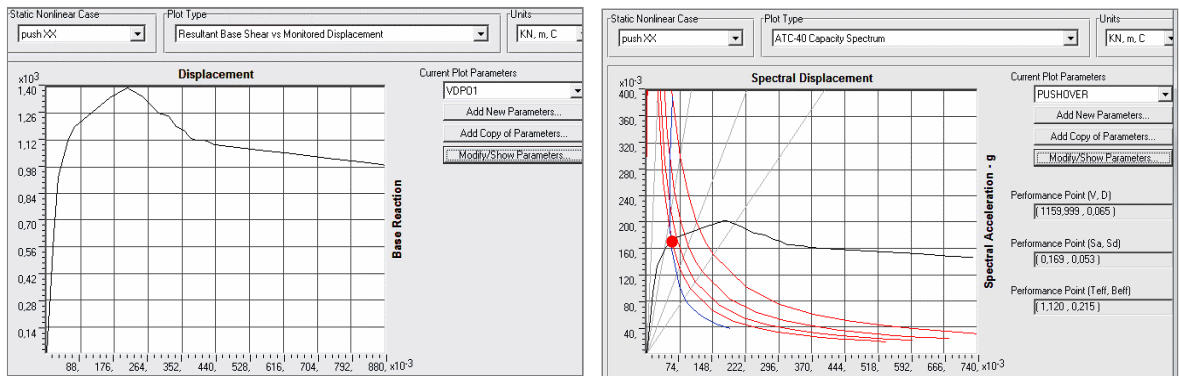 Static Nonlinear Case
Plot Type
Units
push XX
Resultant Base Shear vs Monitored Displacement
KN, m, C
Displacement
x10³
1,40
1,26
1,12
0,98
0,84
0,70
0,56
0,42
0,28
0,14
88, 176, 264, 352, 440, 528, 616, 704, 792, 880, x10-³
Base Reaction
Current Plot Parameters
VDPO1
Add New Parameters...
Add Copy of Parameters...
Modify/Show Parameters...
Static Nonlinear Case
Plot Type
Units
push XX
ATC-40 Capacity Spectrum
KN, m, C
Spectral Displacement
x10-³
400,
360,
320,
280,
240,
200,
160,
120,
80,
40,
74, 148, 222, 296, 370, 444, 518, 592, 666, 740, x10-³
Spectral Acceleration - g
Current Plot Parameters
PUSHOVER
Add New Parameters...
Add Copy of Parameters...
Modify/Show Parameters...
Performance Point (V, D)
( 1159,999 , 0,065 )
Performance Point (Sa, Sd)
( 0,169 , 0,053 )
Performance Point (Teff, Beff)
( 1,120 , 0,215 )